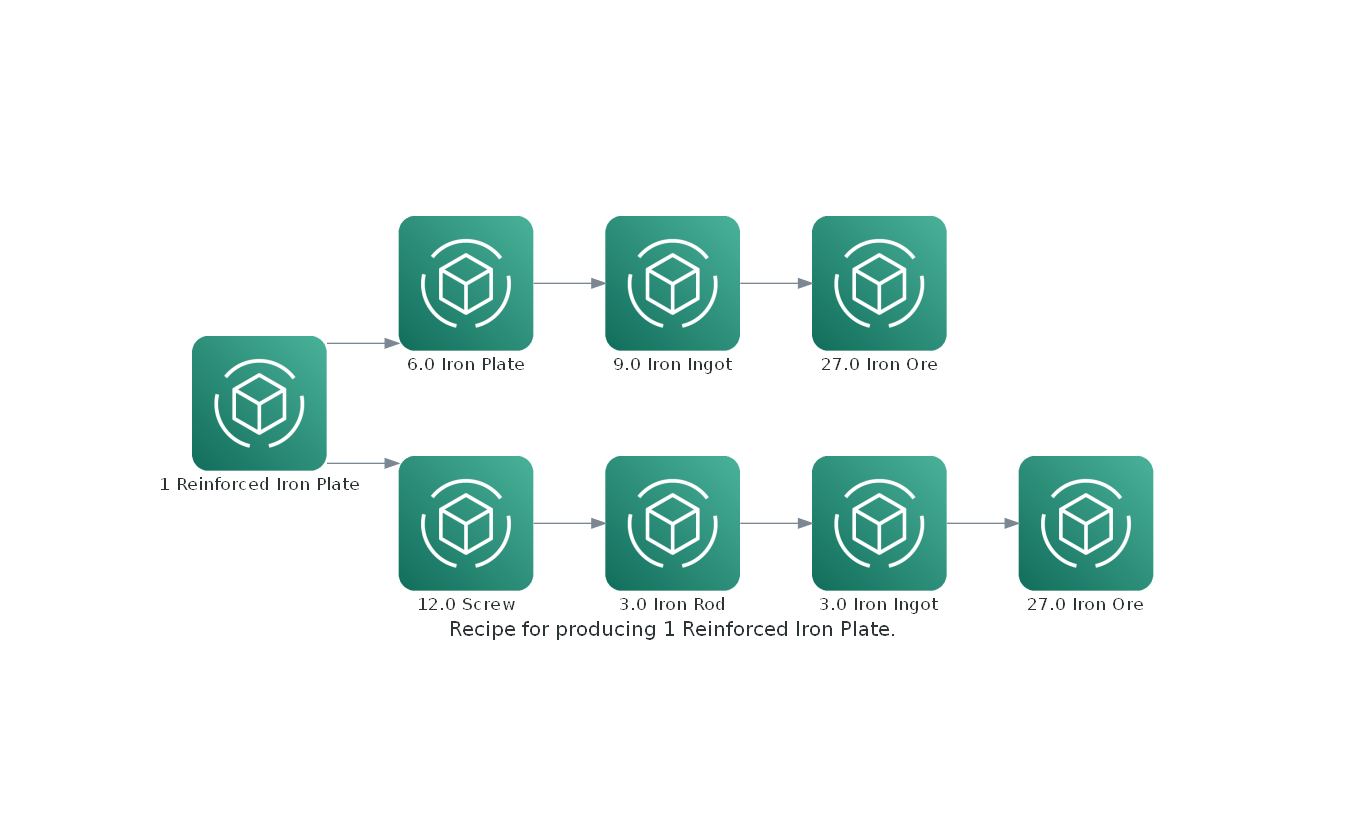 6.0 Iron Plate
9.0 Iron Ingot
27.0 Iron Ore
1 Reinforced Iron Plate
12.0 Screw
3.0 Iron Rod
3.0 Iron Ingot
27.0 Iron Ore
Recipe for producing 1 Reinforced Iron Plate.